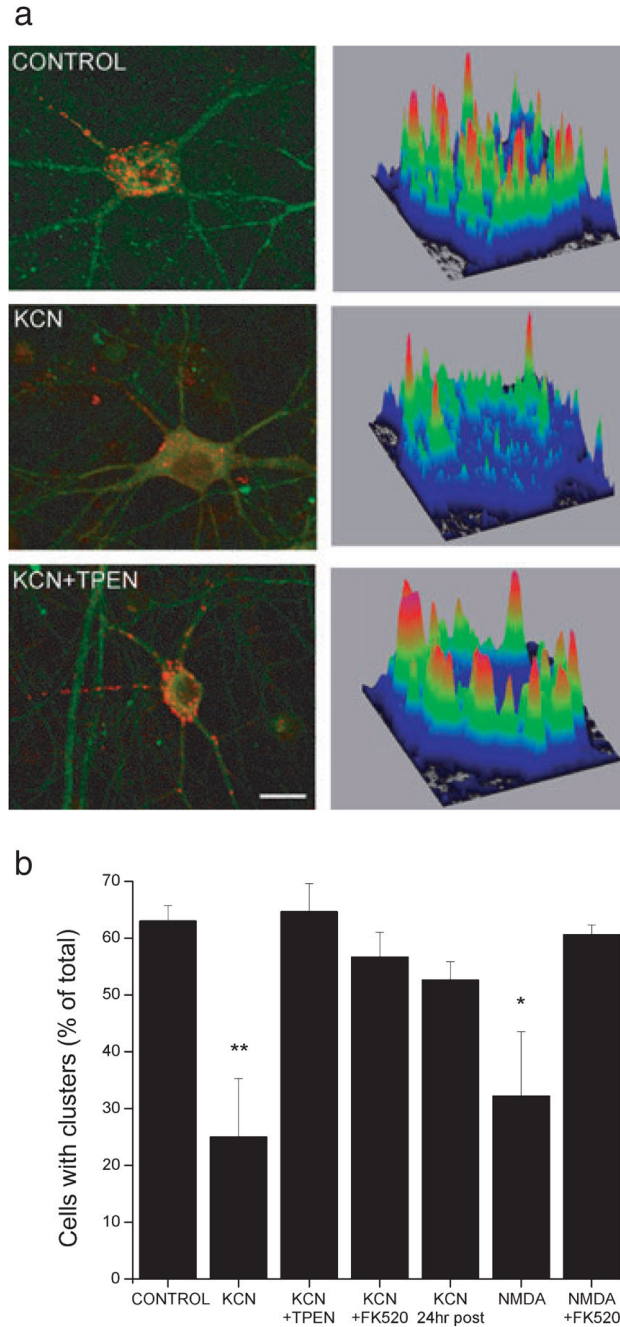 a
CONTROL
KCN
KCN+TPEN
b
Cells with clusters (% of total)
70
60
50
40
30
20
10
0
**
*
CONTROL
KCN
KCN
+TPEN
KCN
+FK520
KCN
24hr post
NMDA
NMDA
+FK520